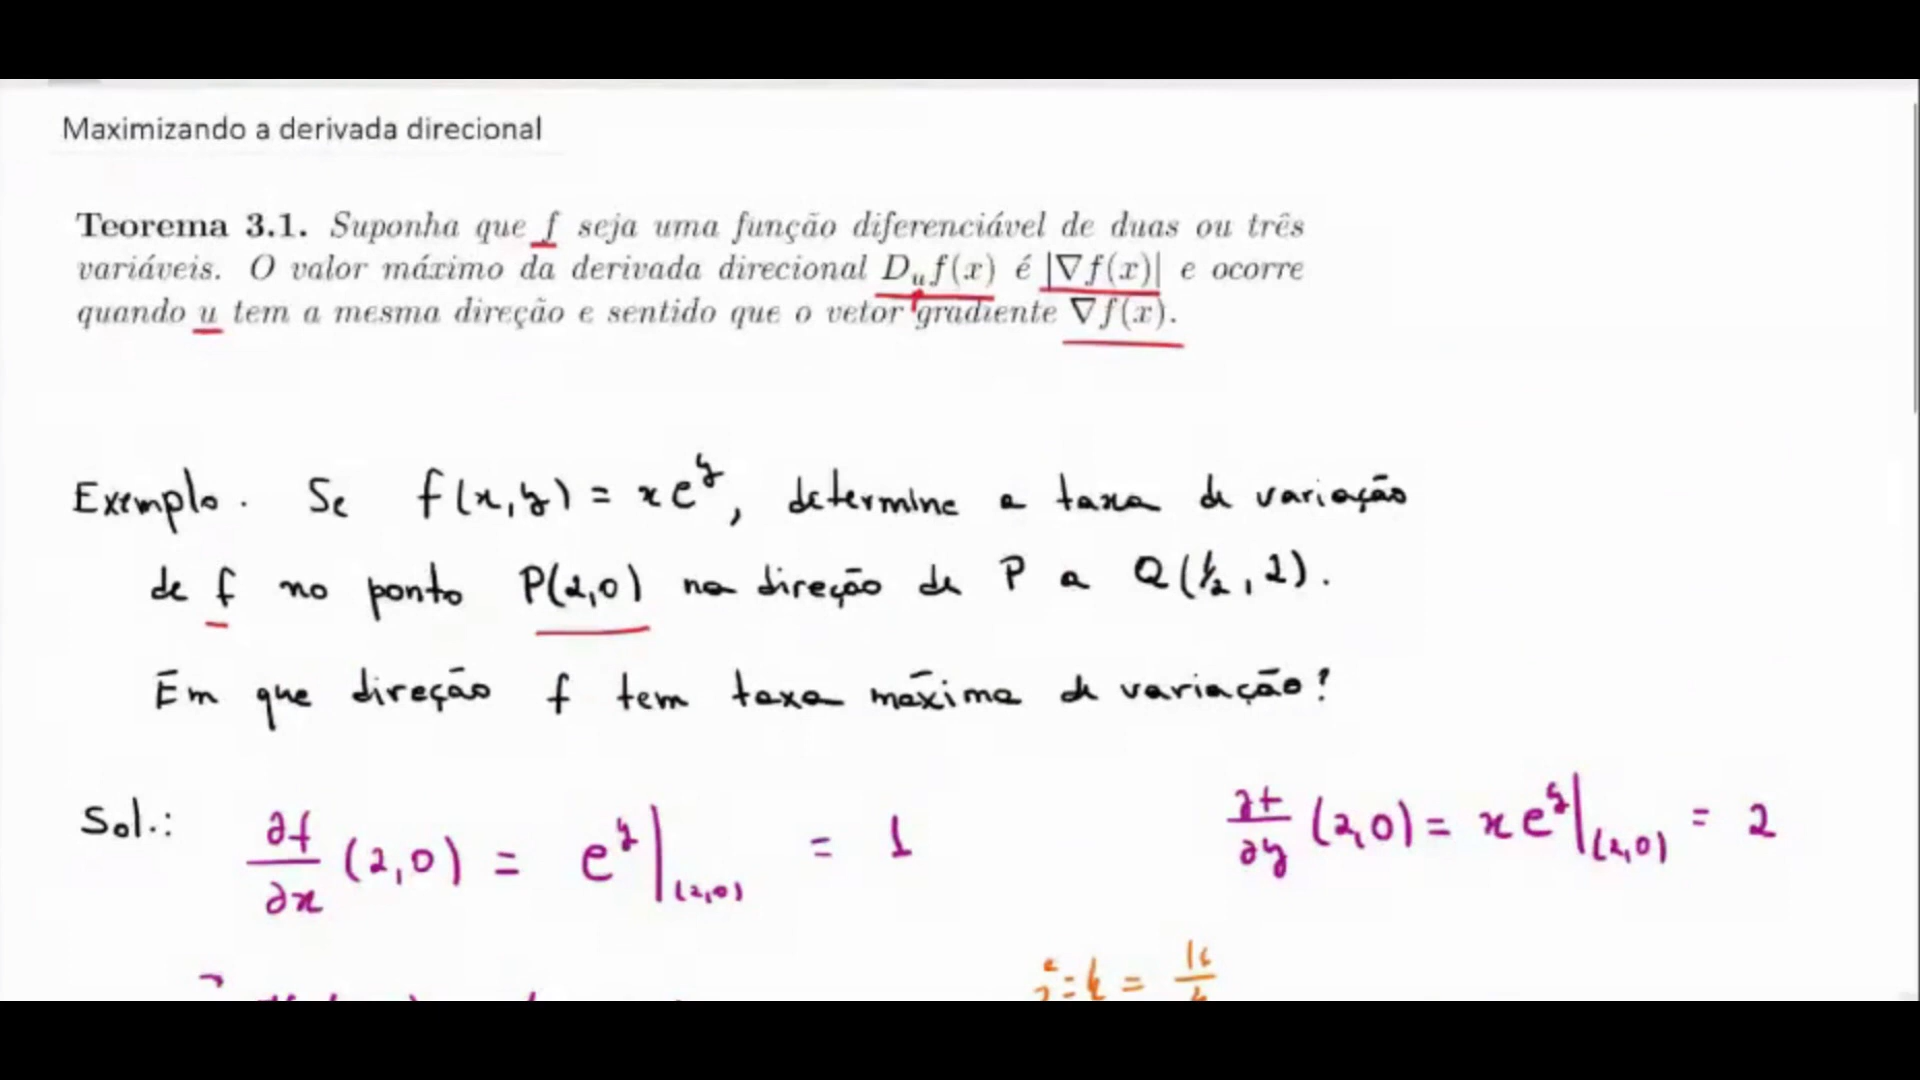 Maximizando a derivada direcional
Teorema 3.1. Suponha que f seja uma função diferenciável de duas ou três
variáveis. O valor máximo da derivada direcional D_u f(x) é |∇f(x)| e ocorre
quando u tem a mesma direção e sentido que o vetor gradiente ∇f(x).
Exemplo. Se f(x,y) = xe^y, determine a taxa de variação
de f no ponto P(2,0) na direção de P a Q(1/2, 2).
Em que direção f tem taxa máxima de variação?
Sol.: ∂f/∂x (2,0) = e^y|(2,0) = 1 ∂f/∂y (2,0) = xe^y|(2,0) = 2